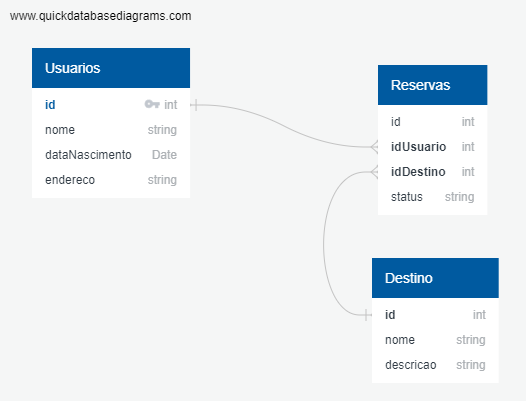 www.quickdatabasediagrams.com
Usuarios
id int
nome string
dataNascimento Date
endereco string
Reservas
id int
idUsuario int
idDestino int
status string
Destino
id int
nome string
descricao string